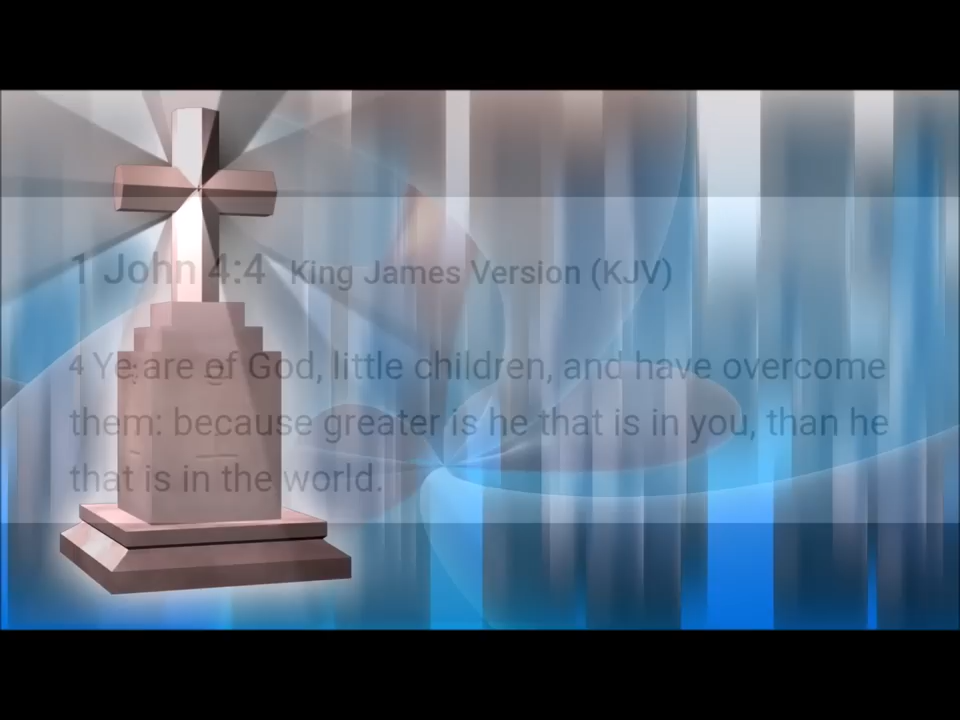 1 John 4:4 King James Version (KJV)
4 Ye are of God, little children, and have overcome
them: because greater is he that is in you, than he
that is in the world.